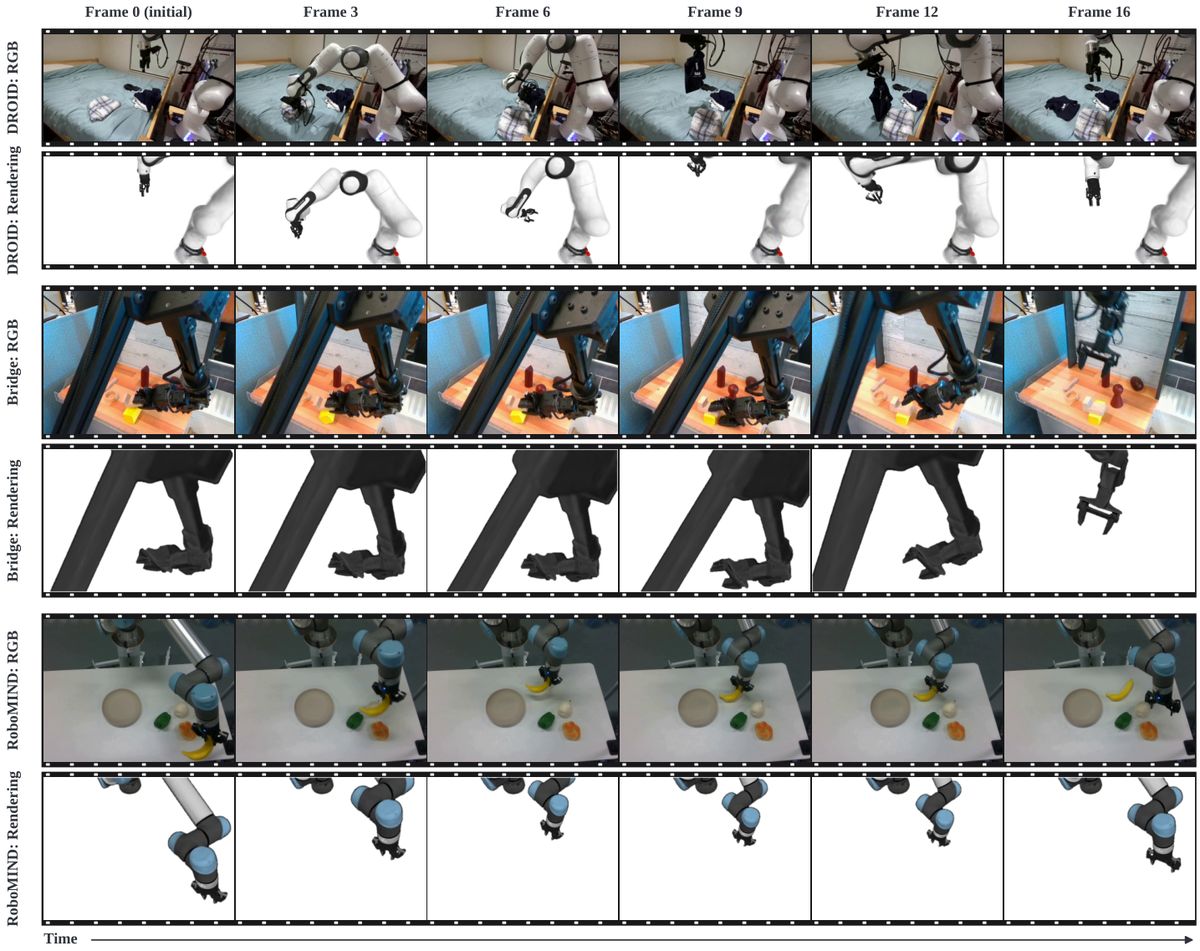 Frame 0 (initial) Frame 3 Frame 6 Frame 9 Frame 12 Frame 16
DROID: RGB
DROID: Rendering
Bridge: RGB
Bridge: Rendering
RoboMIND: RGB
RoboMIND: Rendering
Time